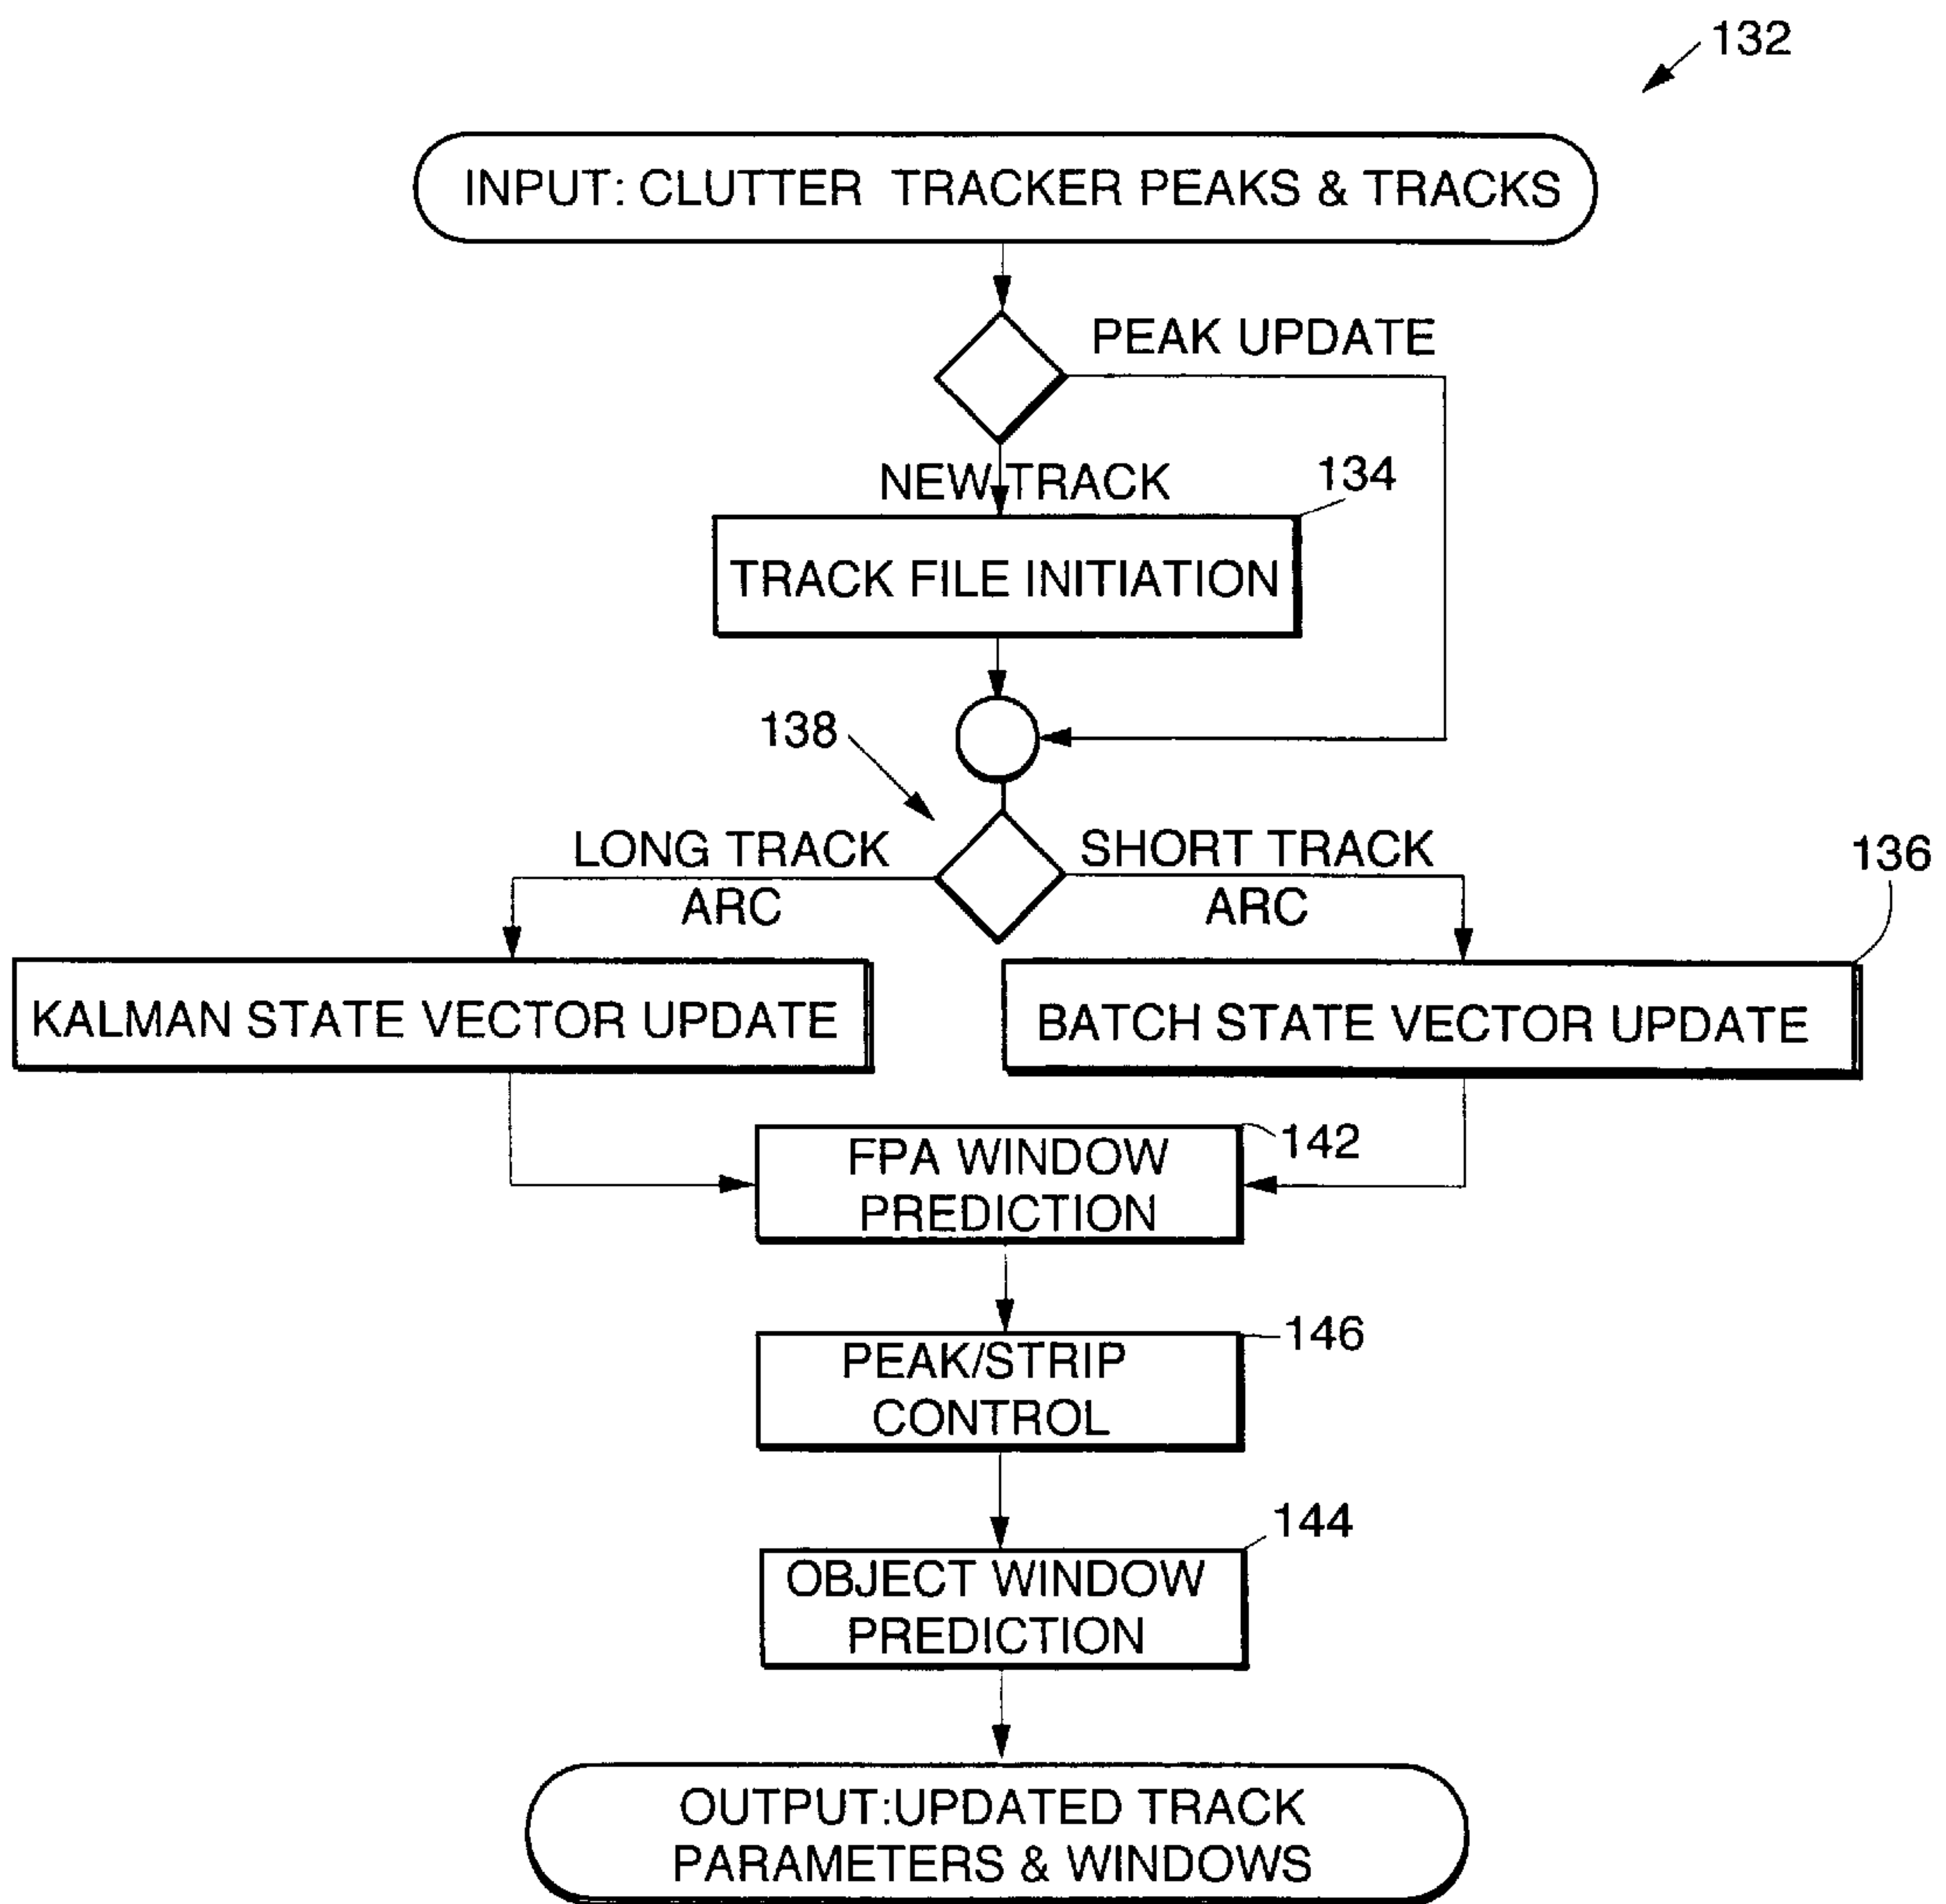 132
INPUT: CLUTTER TRACKER PEAKS & TRACKS
PEAK UPDATE
NEW TRACK
134
TRACK FILE INITIATION
138
LONG TRACK
ARC
SHORT TRACK
ARC
136
KALMAN STATE VECTOR UPDATE
BATCH STATE VECTOR UPDATE
FPA WINDOW
PREDICTION
142
PEAK/STRIP
CONTROL
146
144
OBJECT WINDOW
PREDICTION
OUTPUT:UPDATED TRACK
PARAMETERS & WINDOWS